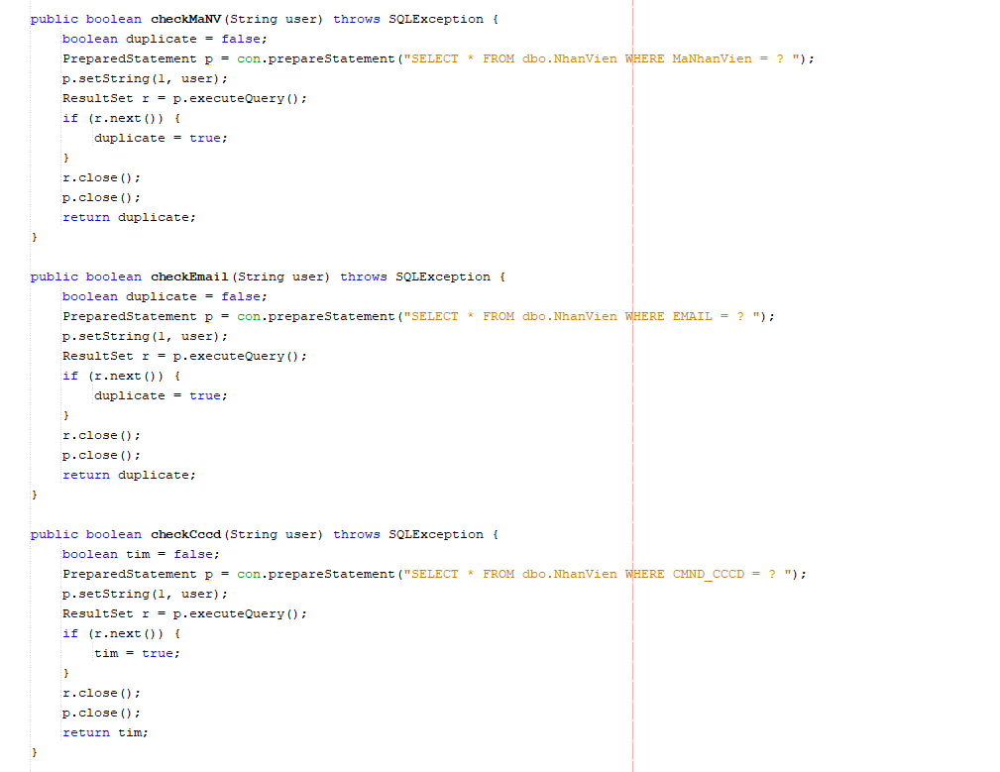 public boolean checkMaNV(String user) throws SQLException {
    boolean duplicate = false;
    PreparedStatement p = con.prepareStatement("SELECT * FROM dbo.NhanVien WHERE MaNhanVien = ? ");
    p.setString(1, user);
    ResultSet r = p.executeQuery();
    if (r.next()) {
        duplicate = true;
    }
    r.close();
    p.close();
    return duplicate;
}

public boolean checkEmail(String user) throws SQLException {
    boolean duplicate = false;
    PreparedStatement p = con.prepareStatement("SELECT * FROM dbo.NhanVien WHERE EMAIL = ? ");
    p.setString(1, user);
    ResultSet r = p.executeQuery();
    if (r.next()) {
        duplicate = true;
    }
    r.close();
    p.close();
    return duplicate;
}

public boolean checkCccd(String user) throws SQLException {
    boolean tim = false;
    PreparedStatement p = con.prepareStatement("SELECT * FROM dbo.NhanVien WHERE CMND_CCCD = ? ");
    p.setString(1, user);
    ResultSet r = p.executeQuery();
    if (r.next()) {
        tim = true;
    }
    r.close();
    p.close();
    return tim;
}